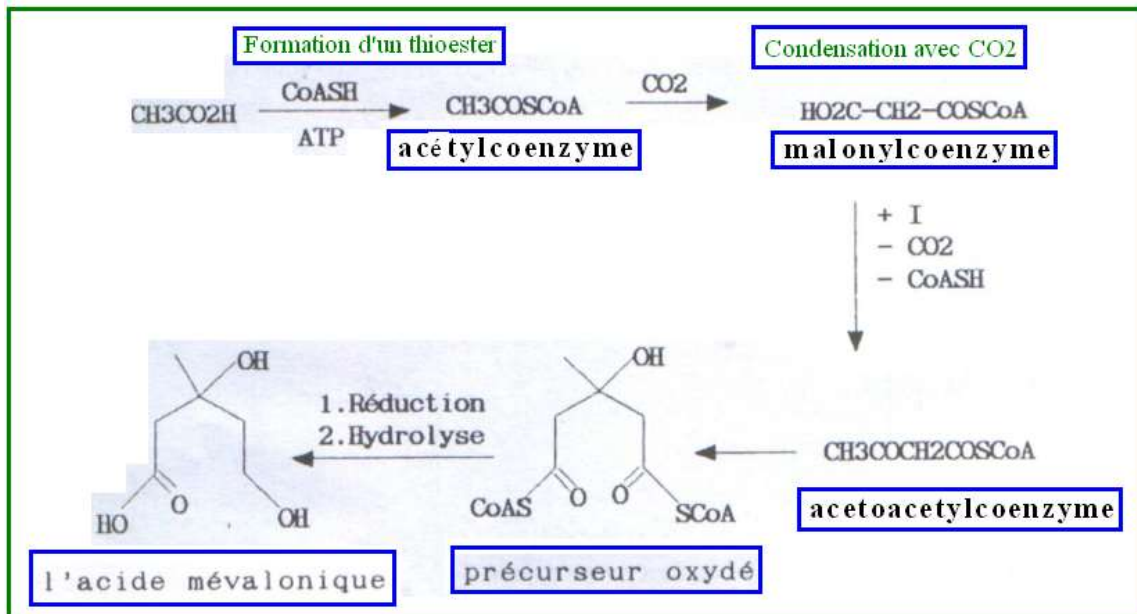 Formation d'un thioester
Condensation avec CO2
CH3CO2H
CoASH
ATP
CH3COSCoA
CO2
HO2C-CH2-COSCoA
acétylcoenzyme
malonylcoenzyme
+ I
- CO2
- CoASH
OH
HO
O
OH
1.Réduction
2.Hydrolyse
OH
CoAS
O
O
SCoA
CH3COCH2COSCoA
acetoacetylcoenzyme
l'acide mévalonique
précurseur oxydé